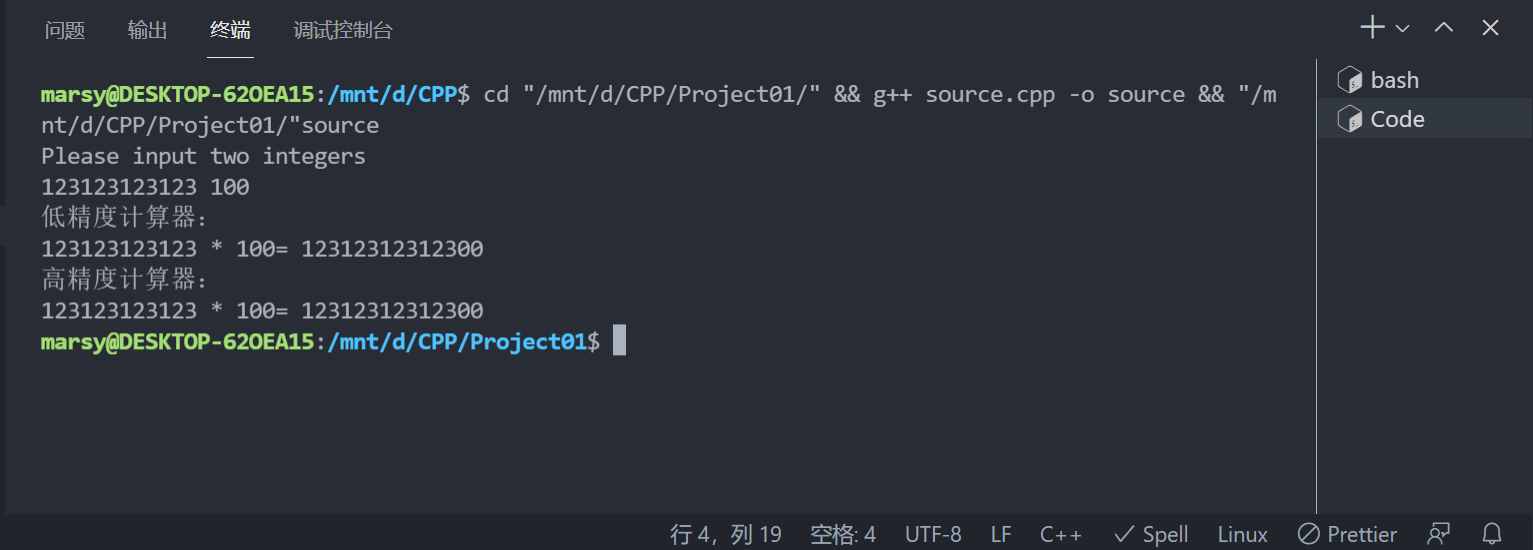 问题 输出 终端 调试控制台
marsy@DESKTOP-62OEA15:/mnt/d/CPP$ cd "/mnt/d/CPP/Project01/" && g++ source.cpp -o source && "/m
nt/d/CPP/Project01/"source
Please input two integers
123123123123 100
低精度计算器：
123123123123 * 100= 12312312312300
高精度计算器：
123123123123 * 100= 12312312312300
marsy@DESKTOP-62OEA15:/mnt/d/CPP/Project01$
bash
Code
行 4，列 19 空格: 4 UTF-8 LF C++ Spell Linux Prettier